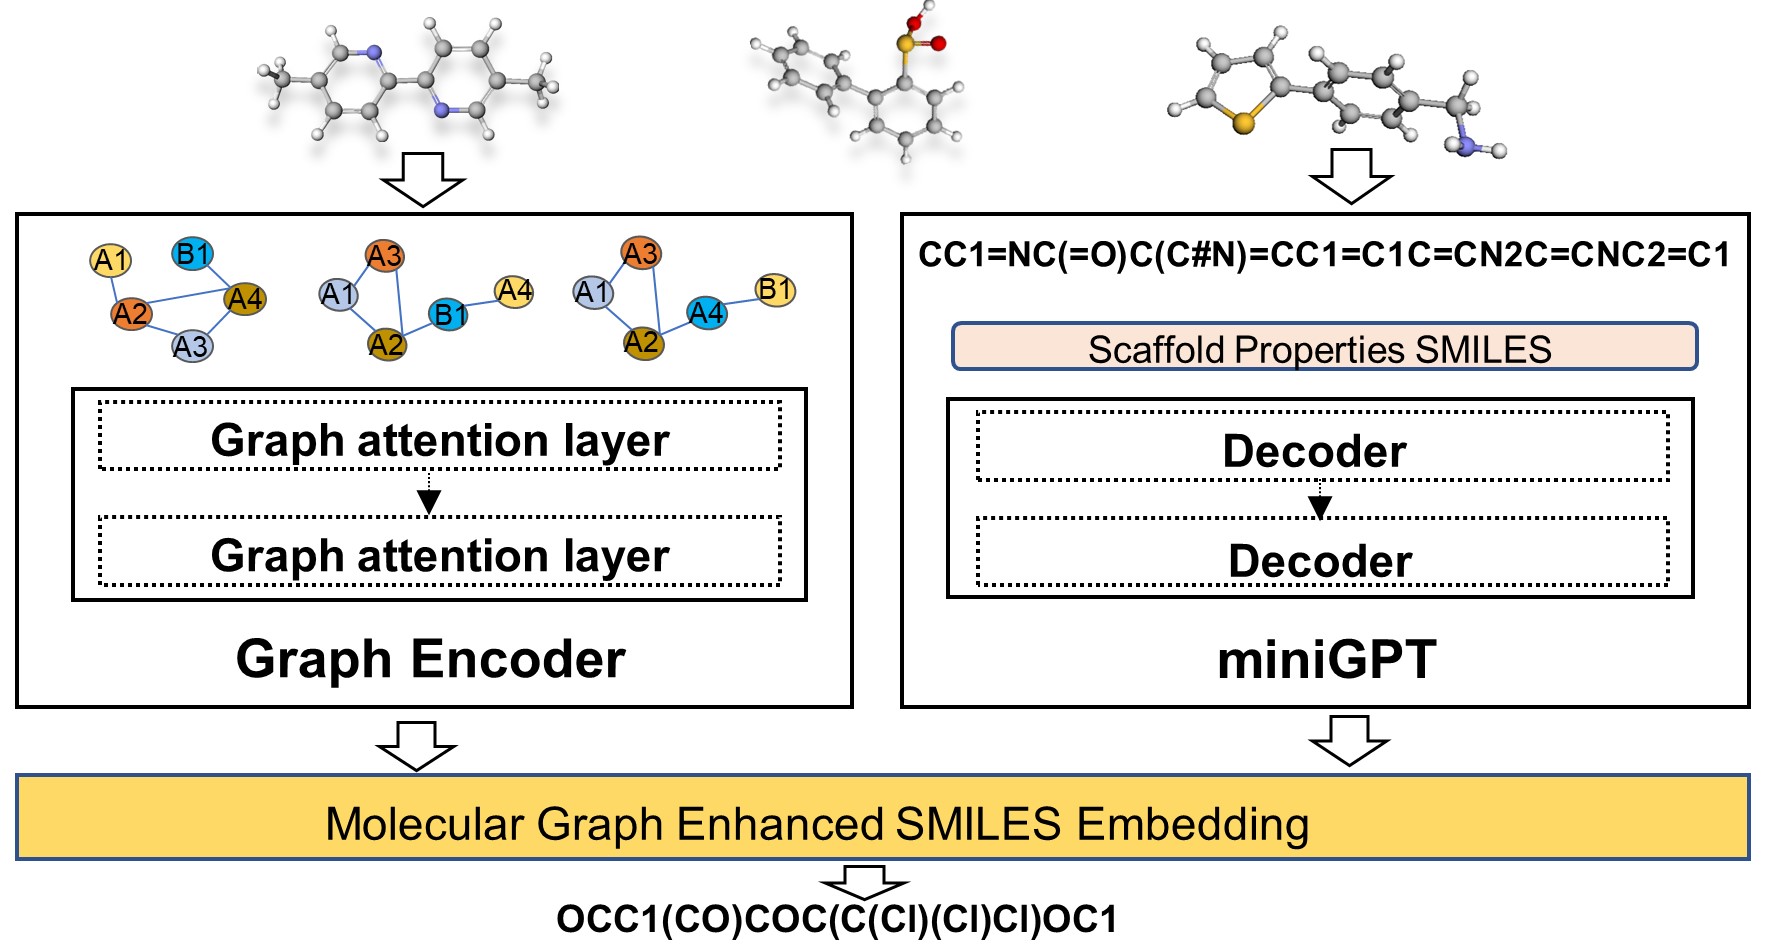 A1
B1
A2
A4
A3
A3
A1
B1
A4
A2
A3
A1
A4
B1
A2
Graph attention layer
Graph attention layer
Graph Encoder
CC1=NC(=O)C(C#N)=CC1=C1C=CN2C=CNC2=C1
Scaffold Properties SMILES
Decoder
Decoder
miniGPT
Molecular Graph Enhanced SMILES Embedding
OCC1(CO)COC(C(Cl)(Cl)Cl)OC1